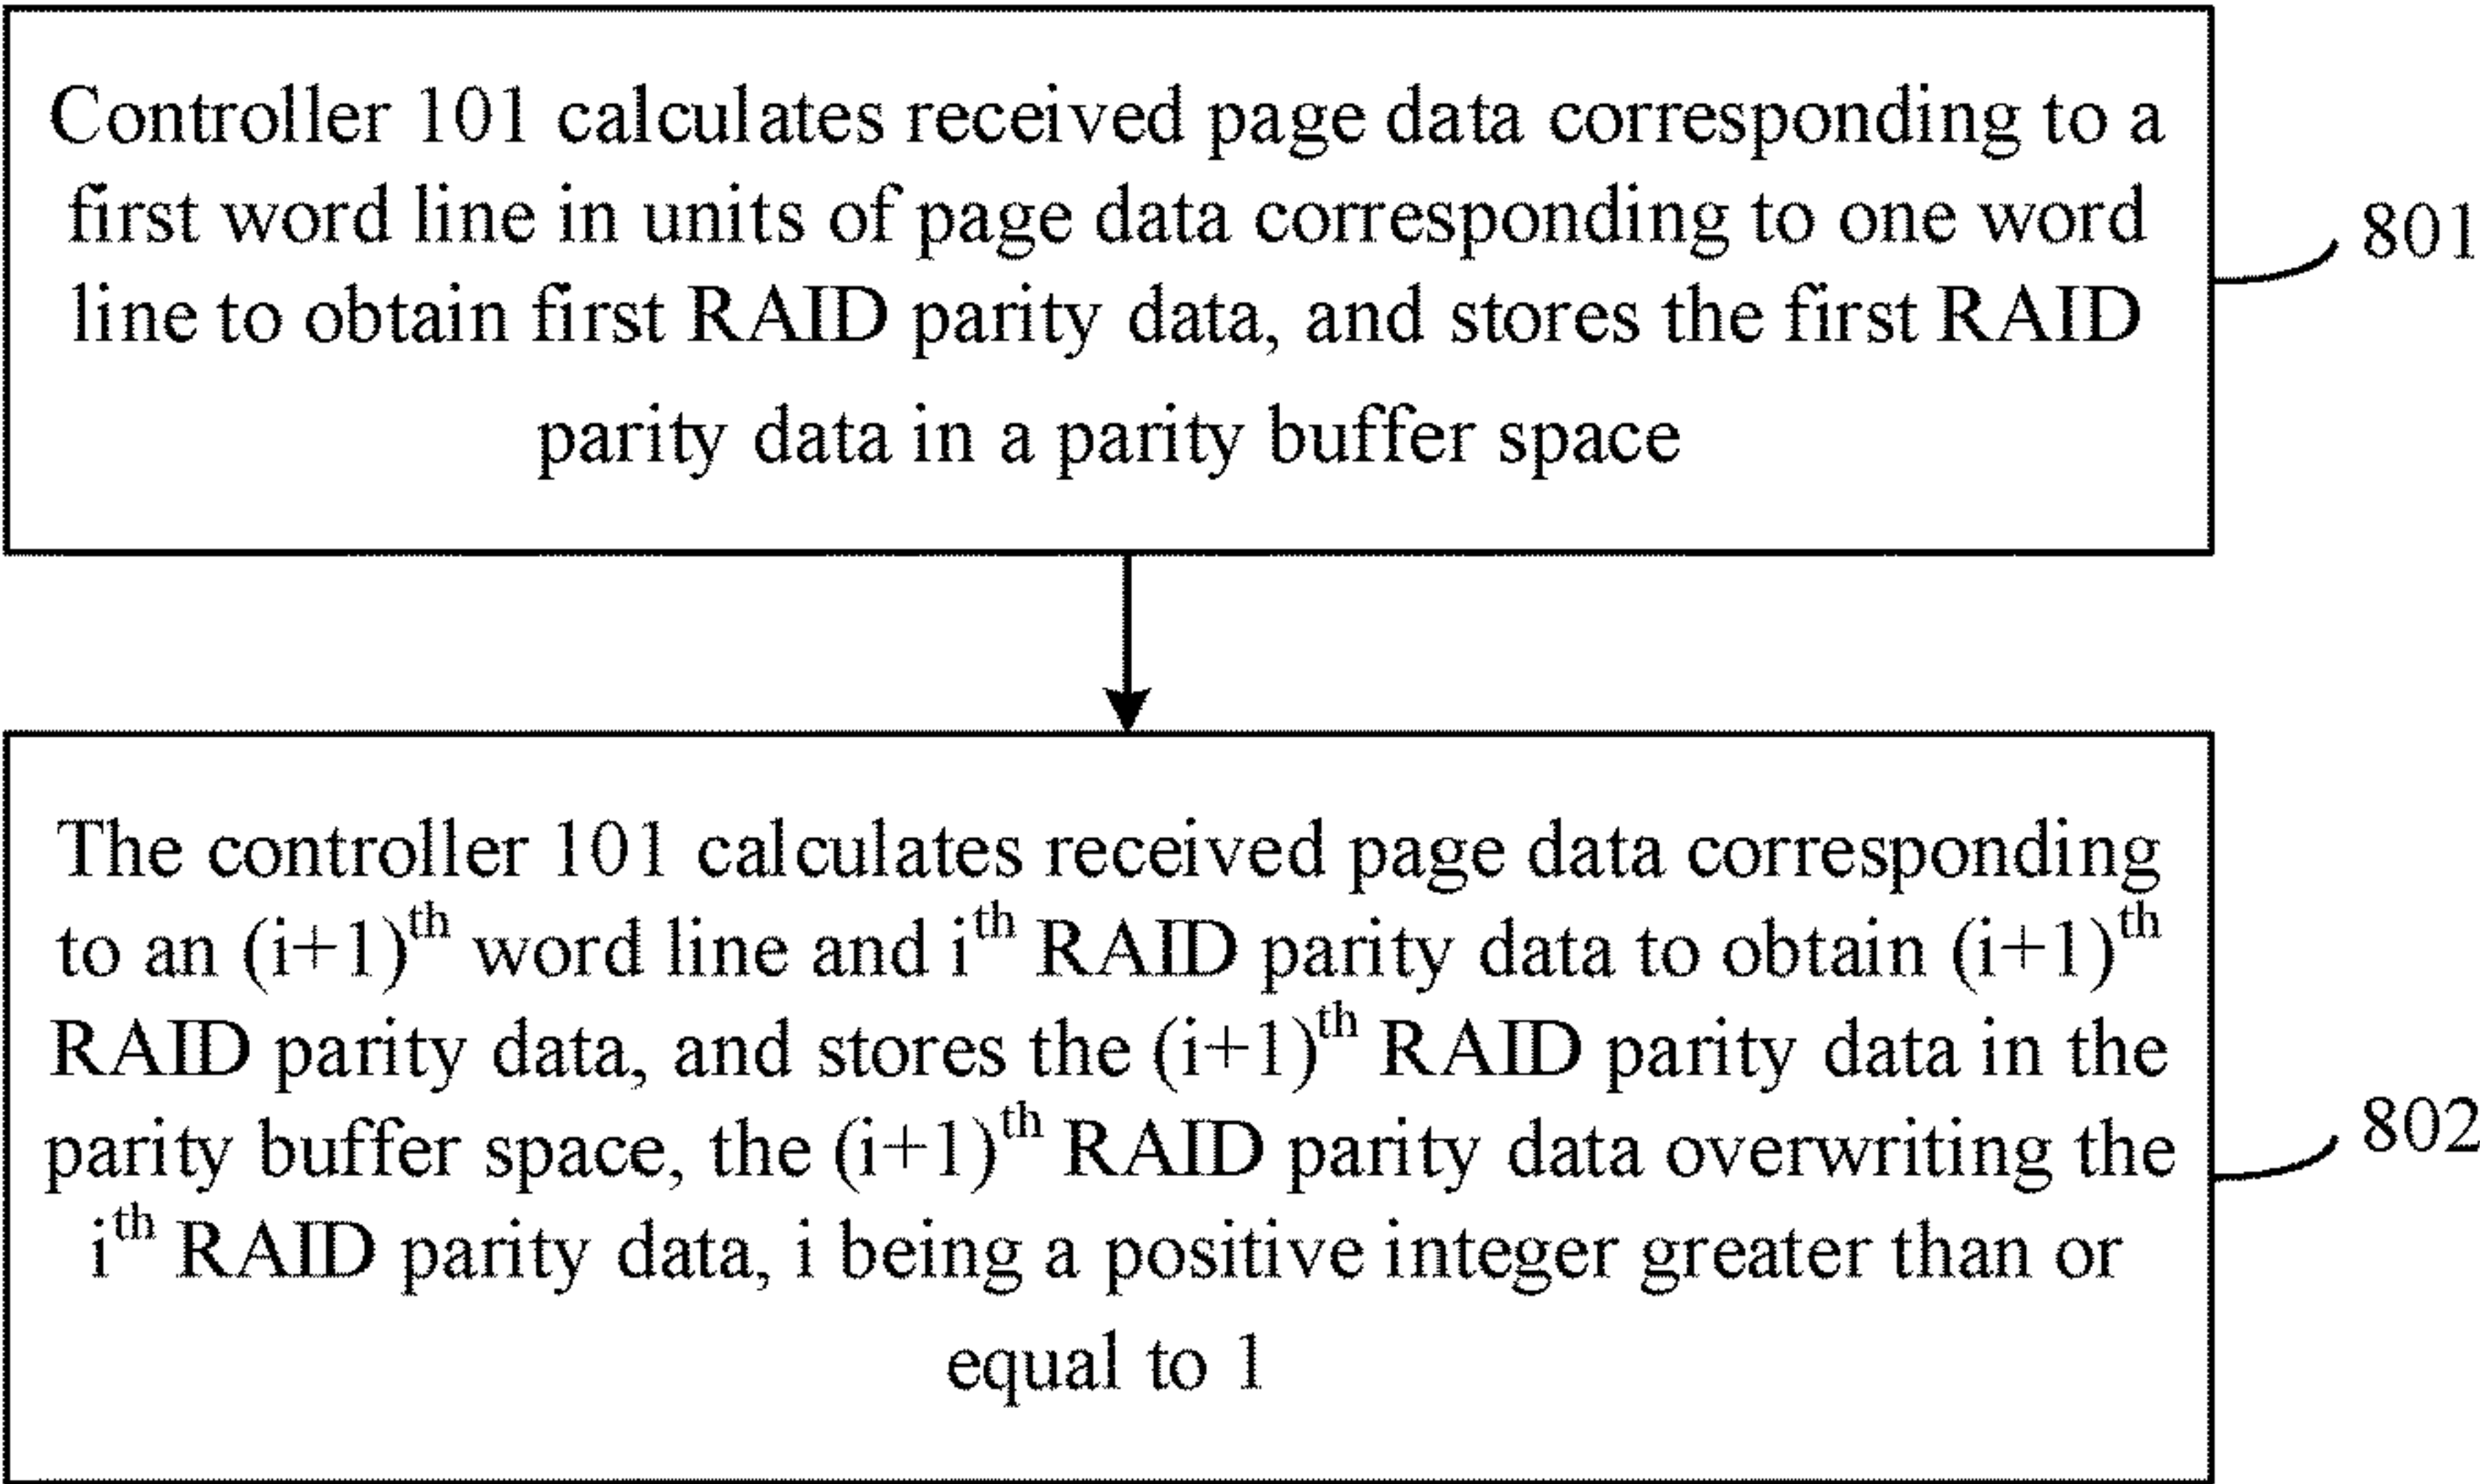 Controller 101 calculates received page data corresponding to a
first word line in units of page data corresponding to one word
line to obtain first RAID parity data, and stores the first RAID
parity data in a parity buffer space
801
The controller 101 calculates received page data corresponding
to an (i+1)th word line and ith RAID parity data to obtain (i+1)th
RAID parity data, and stores the (i+1)th RAID parity data in the
parity buffer space, the (i+1)th RAID parity data overwriting the
ith RAID parity data, i being a positive integer greater than or
equal to 1
802